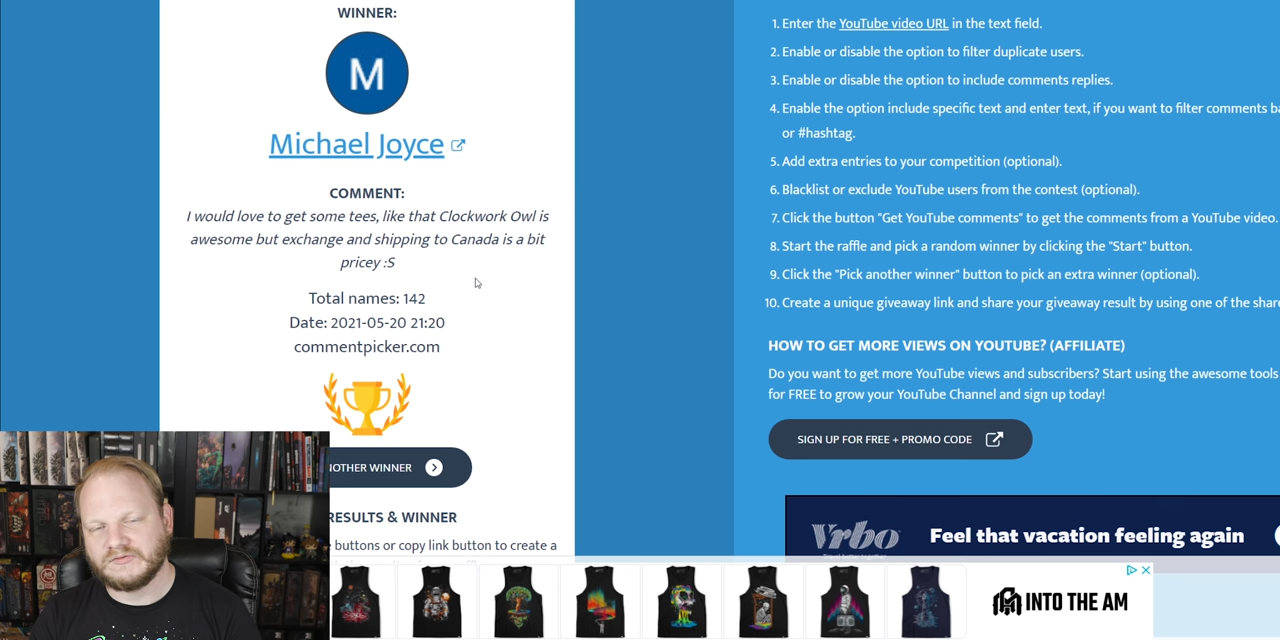 WINNER:
M
Michael Joyce
COMMENT:
I would love to get some tees, like that Clockwork Owl is
awesome but exchange and shipping to Canada is a bit
pricey :S
Total names: 142
Date: 2021-05-20 21:20
commentpicker.com
NOTHER WINNER
RESULTS & WINNER
buttons or copy link button to create a
1. Enter the YouTube video URL in the text field.
2. Enable or disable the option to filter duplicate users.
3. Enable or disable the option to include comments replies.
4. Enable the option include specific text and enter text, if you want to filter comments ba
or #hashtag.
5. Add extra entries to your competition (optional).
6. Blacklist or exclude YouTube users from the contest (optional).
7. Click the button "Get YouTube comments" to get the comments from a YouTube video.
8. Start the raffle and pick a random winner by clicking the "Start" button.
9. Click the "Pick another winner" button to pick an extra winner (optional).
10. Create a unique giveaway link and share your giveaway result by using one of the share
HOW TO GET MORE VIEWS ON YOUTUBE? (AFFILIATE)
Do you want to get more YouTube views and subscribers? Start using the awesome tools
for FREE to grow your YouTube Channel and sign up today!
SIGN UP FOR FREE + PROMO CODE
Vrbo
Feel that vacation feeling again
INTO THE AM